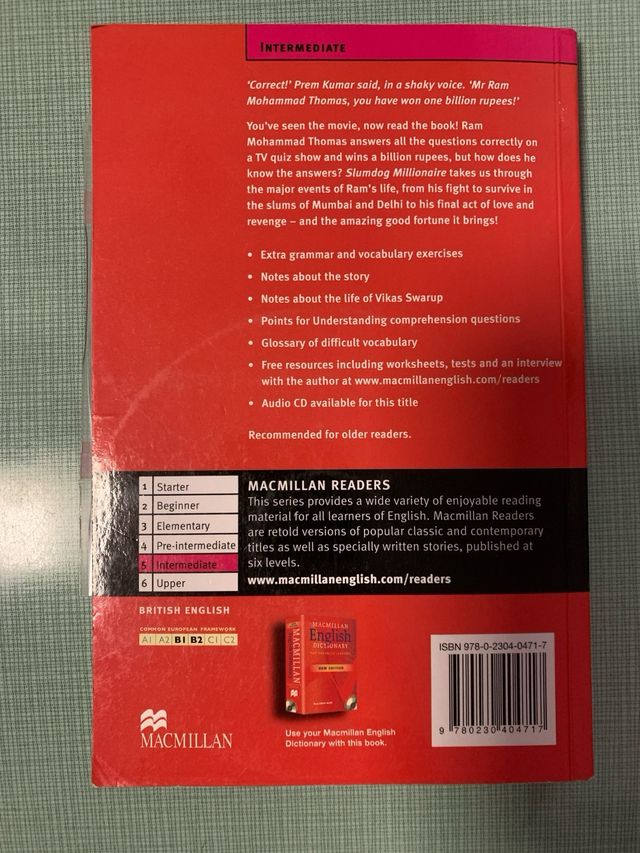 INTERMEDIATE
‘Correct!’ Prem Kumar said, in a shaky voice. ‘Mr Ram
Mohammad Thomas, you have won one billion rupees!’
You've seen the movie, now read the book! Ram
Mohammad Thomas answers all the questions correctly on
a TV quiz show and wins a billion rupees, but how does he
know the answers? Slumdog Millionaire takes us through
the major events of Ram's life, from his fight to survive in
the slums of Mumbai and Delhi to his final act of love and
revenge – and the amazing good fortune it brings!
• Extra grammar and vocabulary exercises
• Notes about the story
• Notes about the life of Vikas Swarup
• Points for Understanding comprehension questions
• Glossary of difficult vocabulary
• Free resources including worksheets, tests and an interview
with the author at www.macmillanenglish.com/readers
• Audio CD available for this title
Recommended for older readers.
1 Starter
2 Beginner
3 Elementary
4 Pre-intermediate
5 Intermediate
6 Upper
MACMILLAN READERS
This series provides a wide variety of enjoyable reading
material for all learners of English. Macmillan Readers
are retold versions of popular classic and contemporary
titles as well as specially written stories, published at
six levels.
www.macmillanenglish.com/readers
BRITISH ENGLISH
COMMON EUROPEAN FRAMEWORK
A1 A2 B1 B2 C1 C2
MACMILLAN
MACMILLAN
MACMILLAN
English
DICTIONARY
NEW EDITION
Use your Macmillan English
Dictionary with this book.
ISBN 978-0-2304-0471-7
9 780230 404717